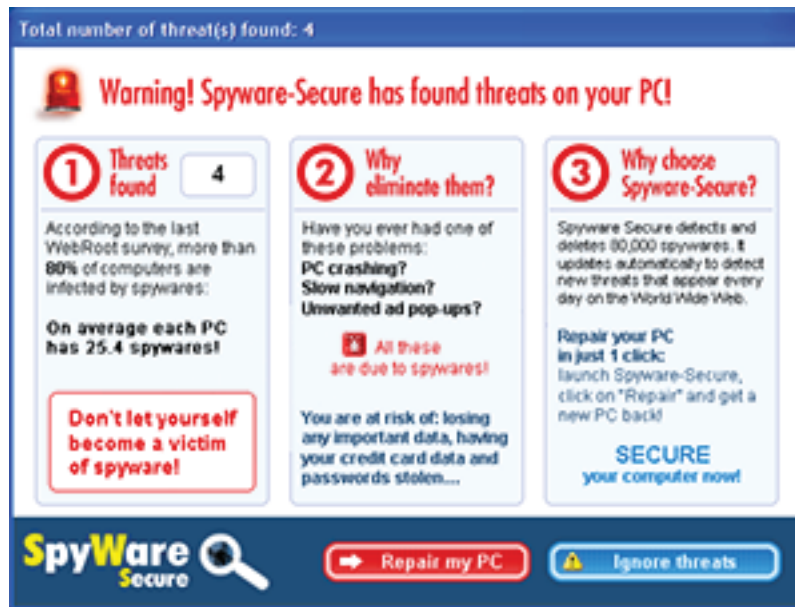 Total number of threat(s) found: 4
Warning! Spyware-Secure has found threats on your PC!
1 Threats
found
4
According to the last
WebRoot survey, more than
80% of computers are
infected by spywares:
On average each PC
has 25.4 spywares!
Don't let yourself
become a victim
of spyware!
2 Why
eliminate them?
Have you ever had one of
these problems:
PC crashing?
Slow navigation?
Unwanted ad pop-ups?
All these
are due to spywares!
You are at risk of: losing
any important data, having
your credit card data and
passwords stolen....
3 Why choose
Spyware-Secure?
Spyware Secure detects and
deletes 80,000 spywares. It
updates automatically to detect
new threats that appear every
day on the World Wide Web.
Repair your PC
in just 1 click:
launch Spyware-Secure,
click on "Repair" and get a
new PC back!
SECURE
your computer now!
SpyWare
Secure
Repair my PC
Ignore threats